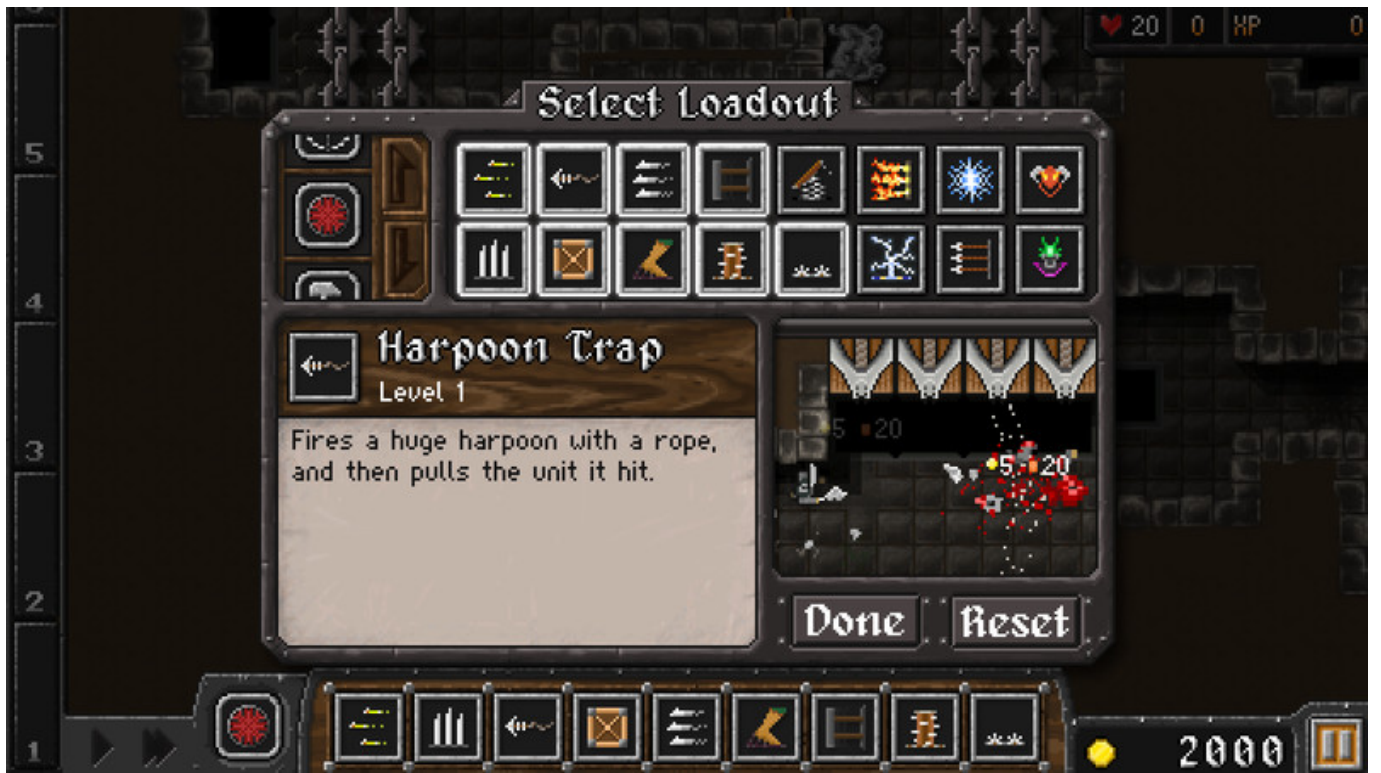 20 0 XP 0
Select Loadout
5
4
3
2
1
Harpoon Trap
Level 1
Fires a huge harpoon with a rope,
and then pulls the unit it hit.
5 20
5 20
Done Reset
2000